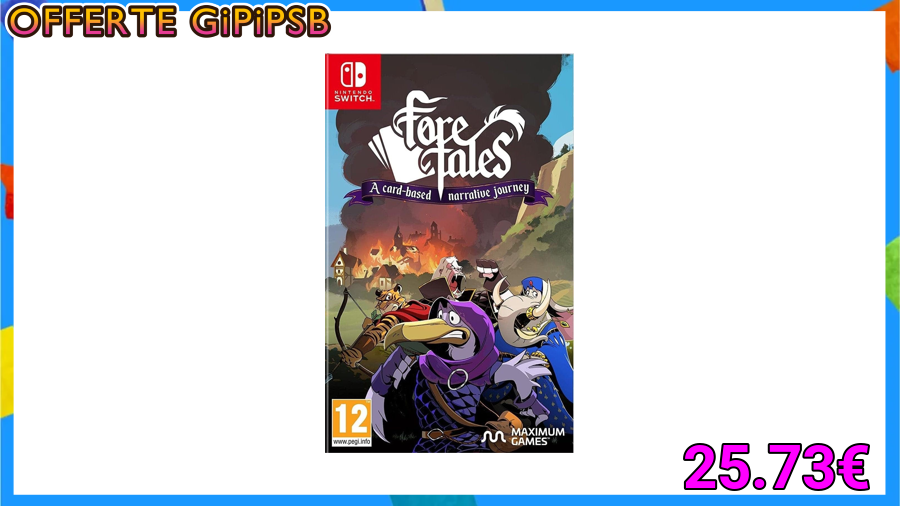 OFFERTE GiPiPSB
NINTENDO
SWITCH.
fore
tales
A card-based narrative journey
12
www.pegi.info
MAXIMUM
GAMES
25.73€